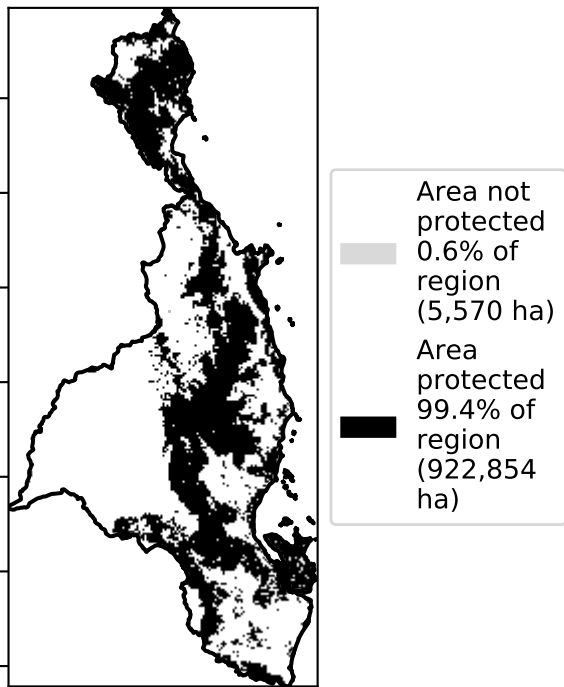 Area not
protected
0.6% of
region
(5,570 ha)
Area
protected
99.4% of
region
(922,854
ha)